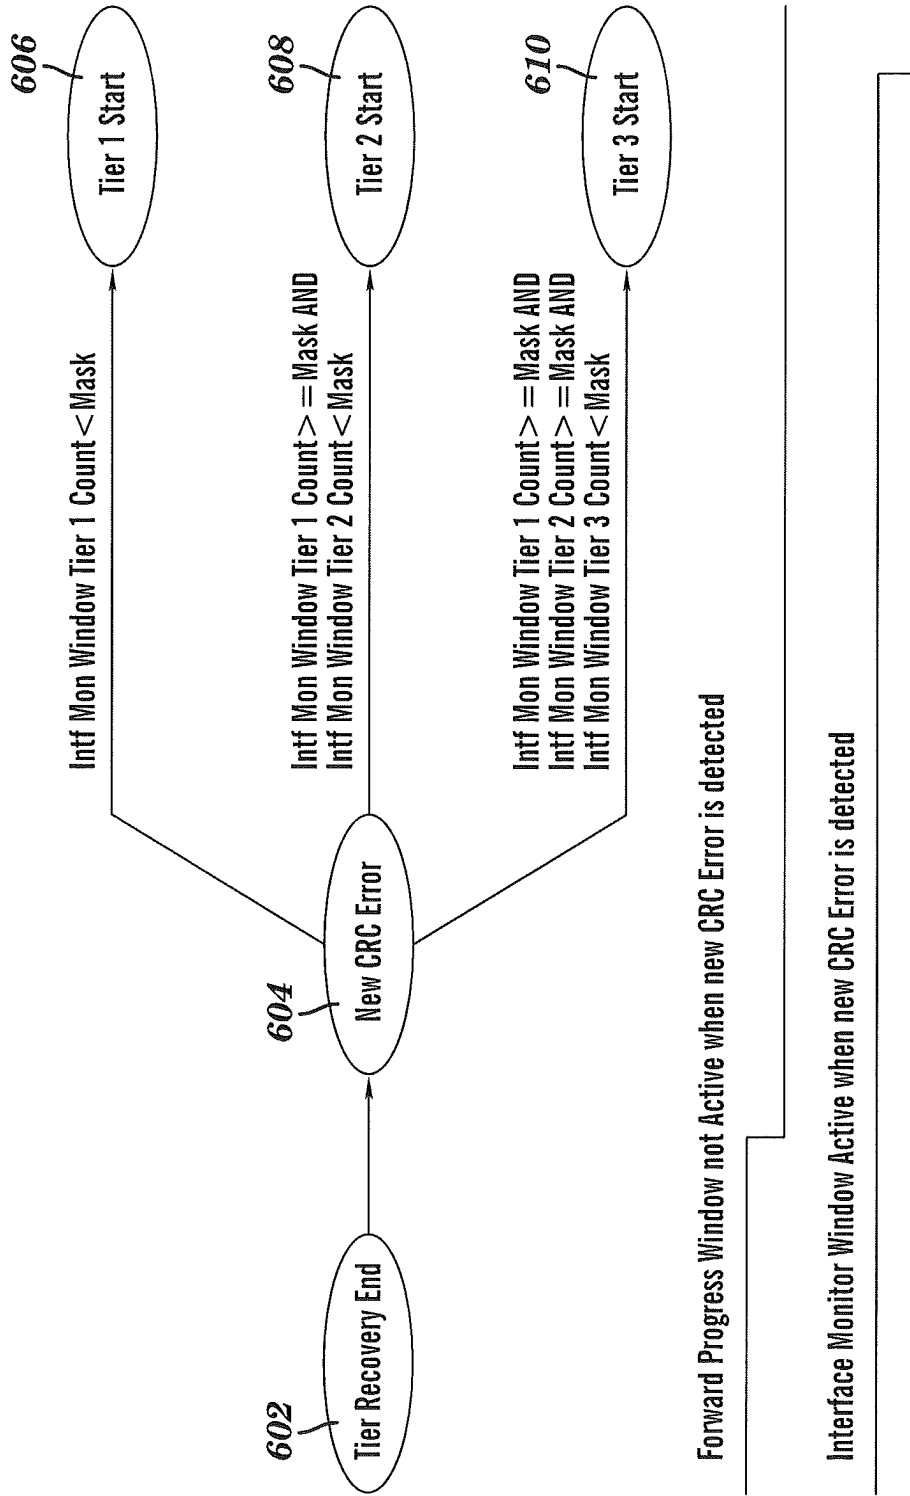 602
Tier Recovery End
604
New CRC Error
Intf Mon Window Tier 1 Count<Mask
606
Tier 1 Start
Intf Mon Window Tier 1 Count>=Mask AND
Intf Mon Window Tier 2 Count<Mask
608
Tier 2 Start
Intf Mon Window Tier 1 Count>=Mask AND
Intf Mon Window Tier 2 Count>=Mask AND
Intf Mon Window Tier 3 Count<Mask
610
Tier 3 Start
Forward Progress Window not Active when new CRC Error is detected
Interface Monitor Window Active when new CRC Error is detected